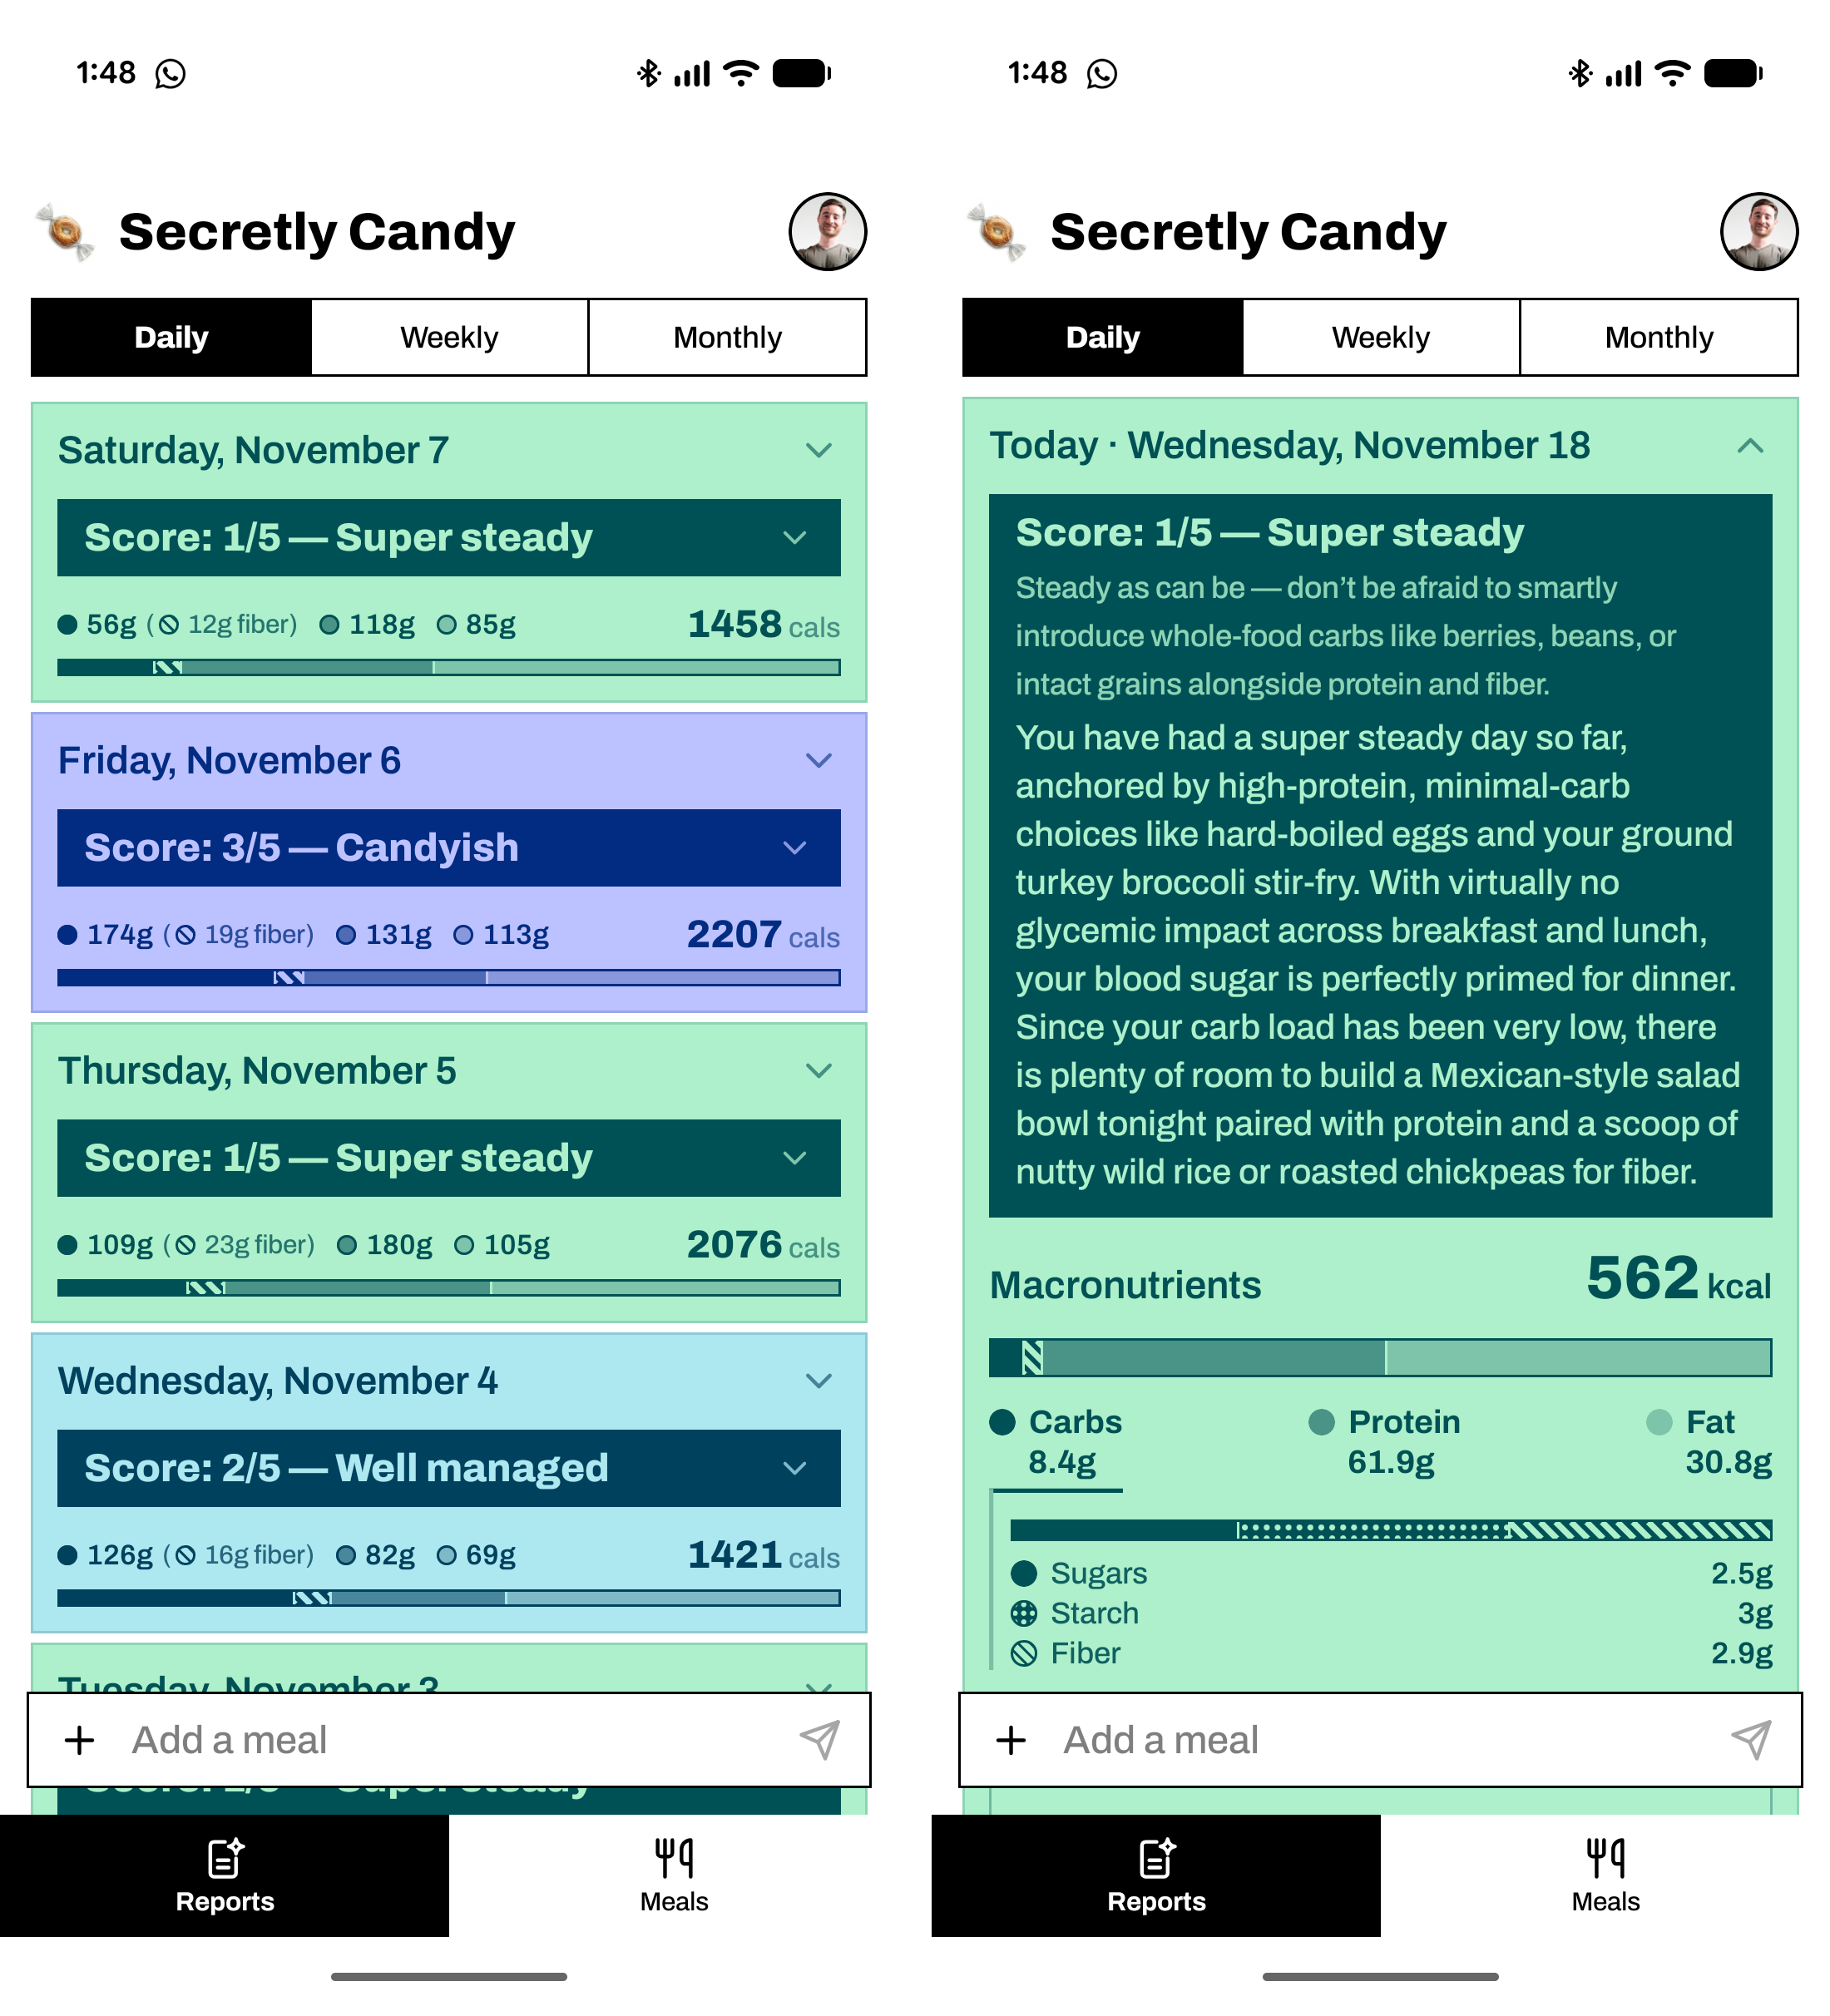 1:48
Secretly Candy
Daily
Weekly
Monthly
Saturday, November 7
Score: 1/5 — Super steady
56g (12g fiber) 118g 85g 1458 cals
Friday, November 6
Score: 3/5 — Candyish
174g (19g fiber) 131g 113g 2207 cals
Thursday, November 5
Score: 1/5 — Super steady
109g (23g fiber) 180g 105g 2076 cals
Wednesday, November 4
Score: 2/5 — Well managed
126g (16g fiber) 82g 69g 1421 cals
Tuesday, November 3
Add a meal
Super steady
Reports
Meals
1:48
Secretly Candy
Daily
Weekly
Monthly
Today · Wednesday, November 18
Score: 1/5 — Super steady
Steady as can be — don’t be afraid to smartly
introduce whole-food carbs like berries, beans, or
intact grains alongside protein and fiber.
You have had a super steady day so far,
anchored by high-protein, minimal-carb
choices like hard-boiled eggs and your ground
turkey broccoli stir-fry. With virtually no
glycemic impact across breakfast and lunch,
your blood sugar is perfectly primed for dinner.
Since your carb load has been very low, there
is plenty of room to build a Mexican-style salad
bowl tonight paired with protein and a scoop of
nutty wild rice or roasted chickpeas for fiber.
Macronutrients 562 kcal
Carbs Protein Fat
8.4g 61.9g 30.8g
Sugars 2.5g
Starch 3g
Fiber 2.9g
Add a meal
Reports
Meals